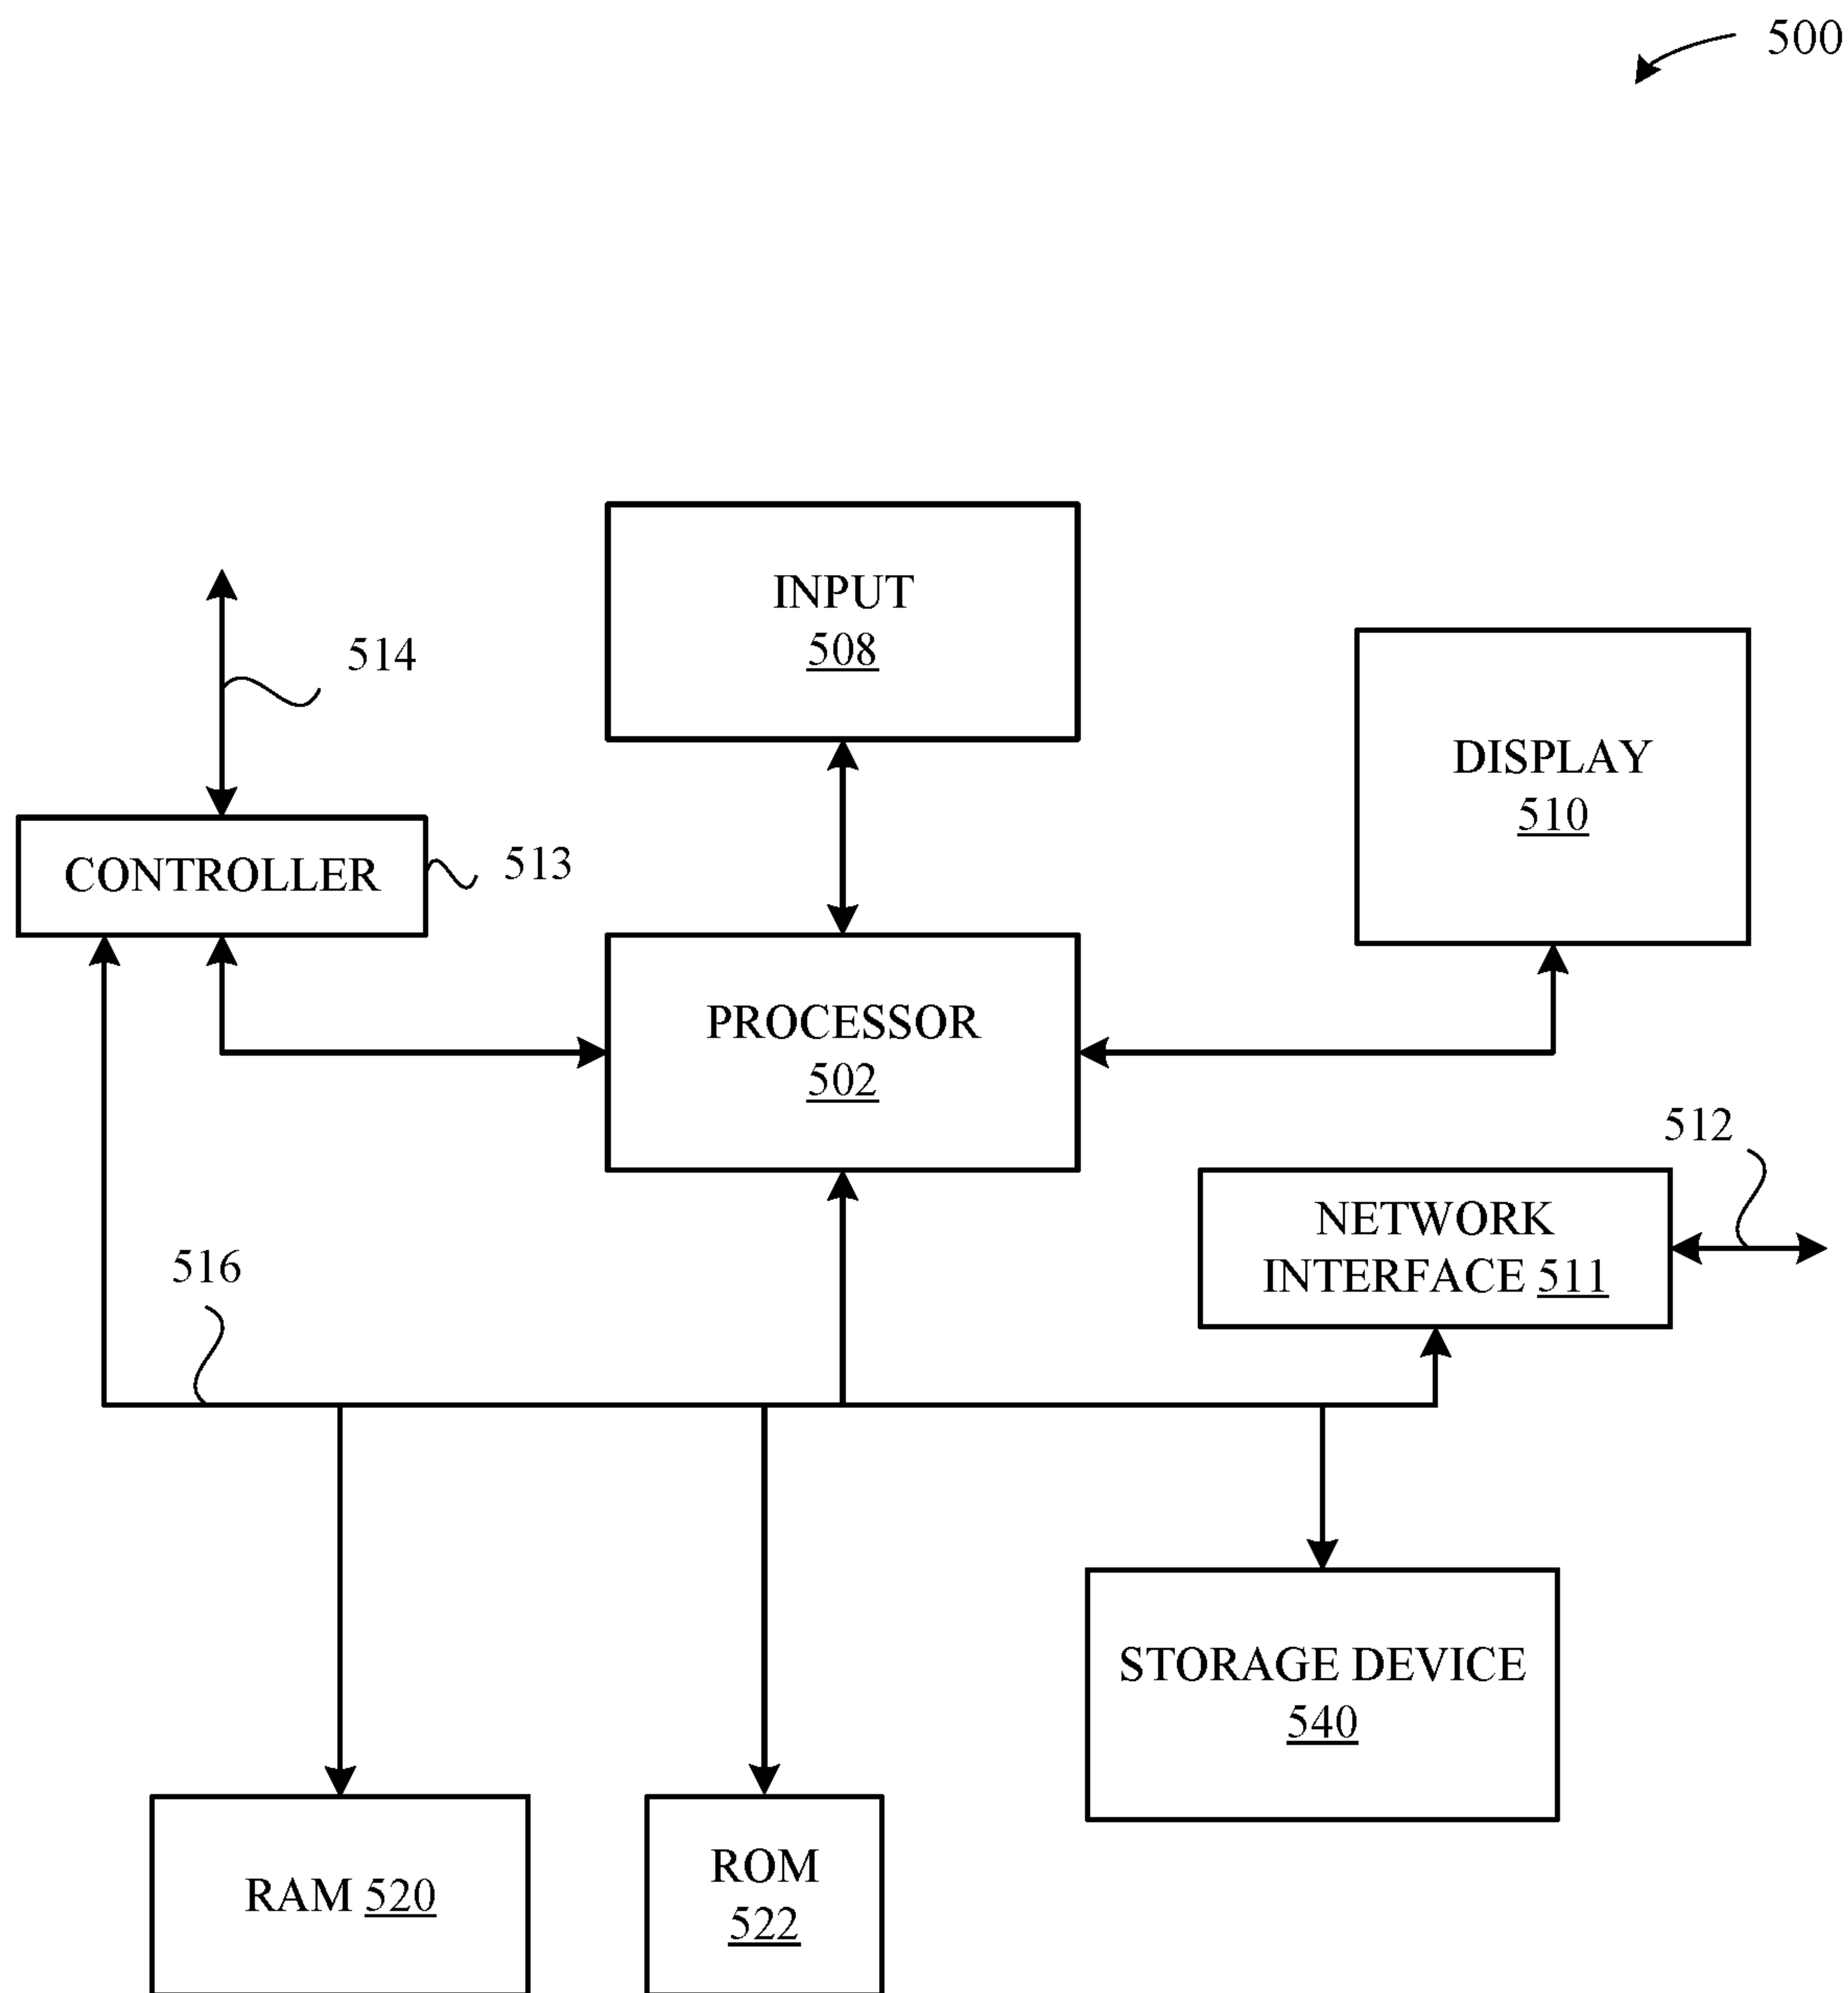 500
INPUT
508
514
DISPLAY
510
CONTROLLER
513
PROCESSOR
502
512
NETWORK
INTERFACE 511
516
STORAGE DEVICE
540
RAM 520
ROM
522